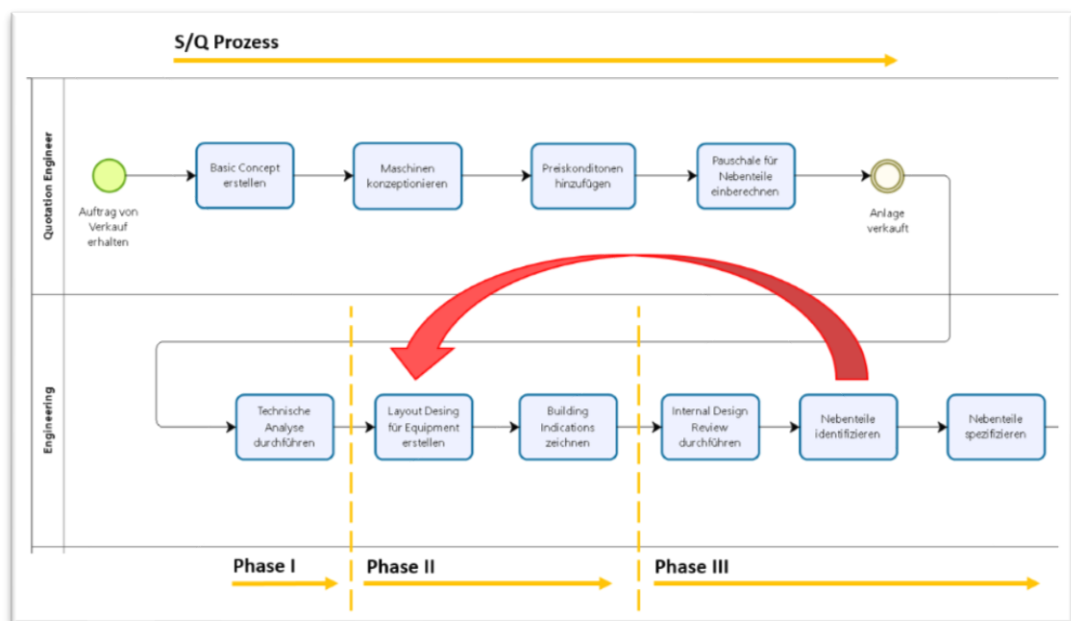 S/Q Prozess
Quotation Engineer
Auftrag von
Verkauf
erhalten
Basic Concept
erstellen
Maschinen
konzeptionieren
Preiskonditonen
hinzufügen
Pauschale für
Nebenteile
einberechnen
Anlage
verkauft
Engineering
Technische
Analyse
durchführen
Layout Desing
für Equipment
erstellen
Building
Indications
zeichnen
Internal Design
Review
durchführen
Nebenteile
identifizieren
Nebenteile
spezifizieren
Phase I
Phase II
Phase III